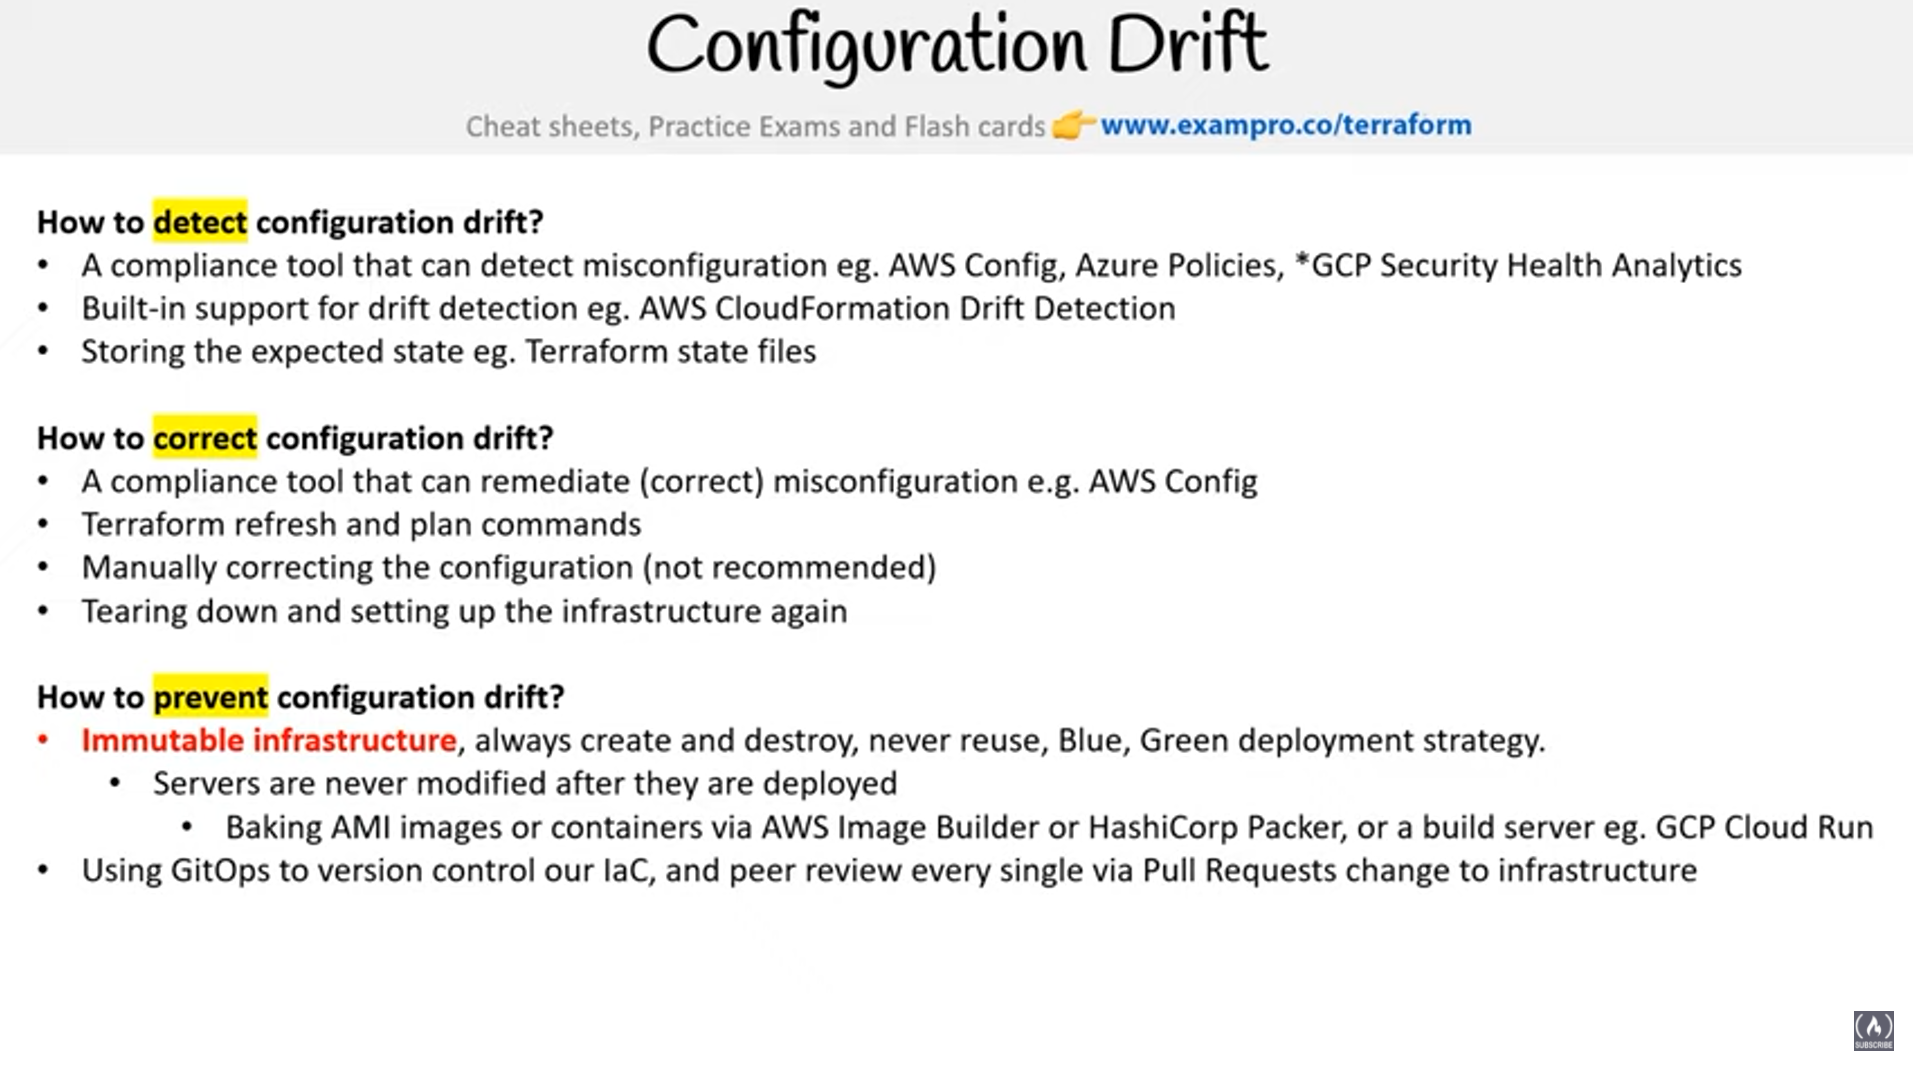 Configuration Drift
Cheat sheets, Practice Exams and Flash cards 👉 www.exampro.co/terraform
How to detect configuration drift?
• A compliance tool that can detect misconfiguration eg. AWS Config, Azure Policies, *GCP Security Health Analytics
• Built-in support for drift detection eg. AWS CloudFormation Drift Detection
• Storing the expected state eg. Terraform state files
How to correct configuration drift?
• A compliance tool that can remediate (correct) misconfiguration e.g. AWS Config
• Terraform refresh and plan commands
• Manually correcting the configuration (not recommended)
• Tearing down and setting up the infrastructure again
How to prevent configuration drift?
• Immutable infrastructure, always create and destroy, never reuse, Blue, Green deployment strategy.
• Servers are never modified after they are deployed
• Baking AMI images or containers via AWS Image Builder or HashiCorp Packer, or a build server eg. GCP Cloud Run
• Using GitOps to version control our IaC, and peer review every single via Pull Requests change to infrastructure
SUBSCRIBE